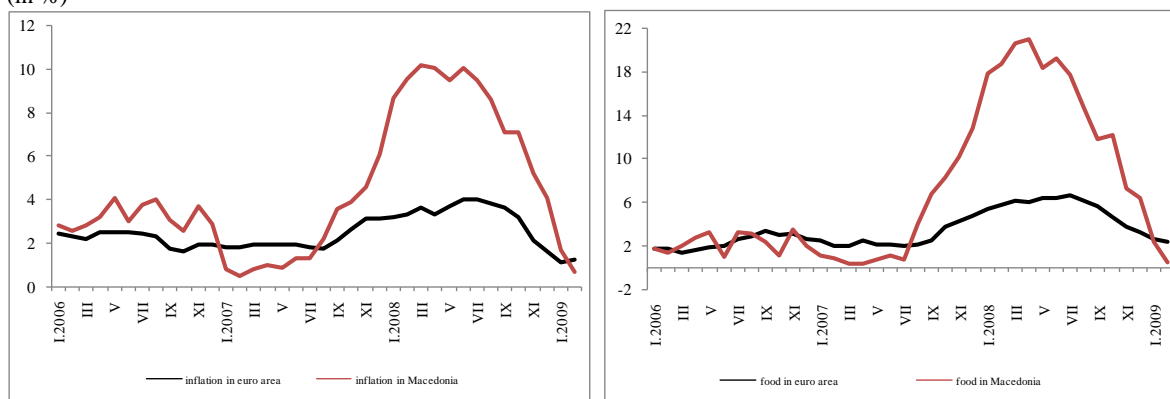 (in %)
12
10
8
6
4
2
0
I.2006
III
V
VII
IX
XI
I.2007
III
V
VII
IX
XI
I.2008
III
V
VII
IX
XI
I.2009
inflation in euro area
inflation in Macedonia
22
18
14
10
6
2
-2
I.2006
III
V
VII
IX
XI
I.2007
III
V
VII
IX
XI
I.2008
III
V
VII
IX
XI
I.2009
food in euro area
food in Macedonia